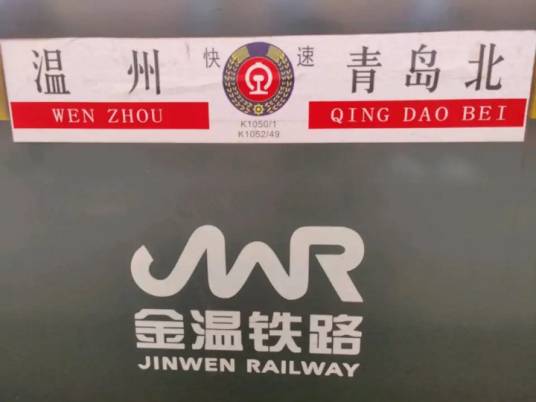 温州 快速 青岛北
WEN ZHOU QING DAO BEI
K1050/1
K1052/49
JWR
金温铁路
JINWEN RAILWAY